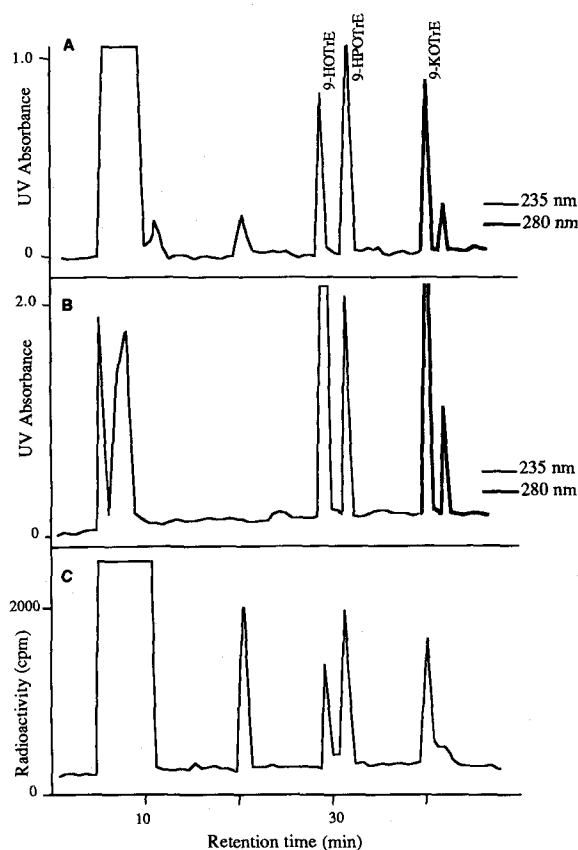 A
9-HOTrE
9-HPOTrE
9-KOTrE
1.0
UV Absorbance
235 nm
280 nm
0
B
2.0
UV Absorbance
235 nm
280 nm
0
C
2000
Radioactivity (cpm)
0
10
30
Retention time (min)